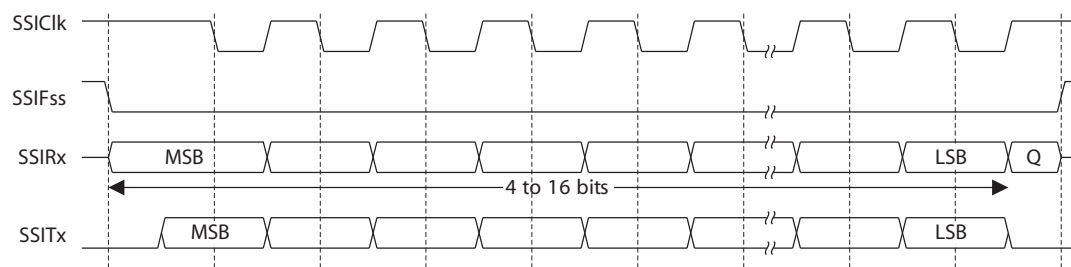 SSIClk
SSIFss
SSIRx MSB LSB Q
4 to 16 bits
SSITx MSB LSB